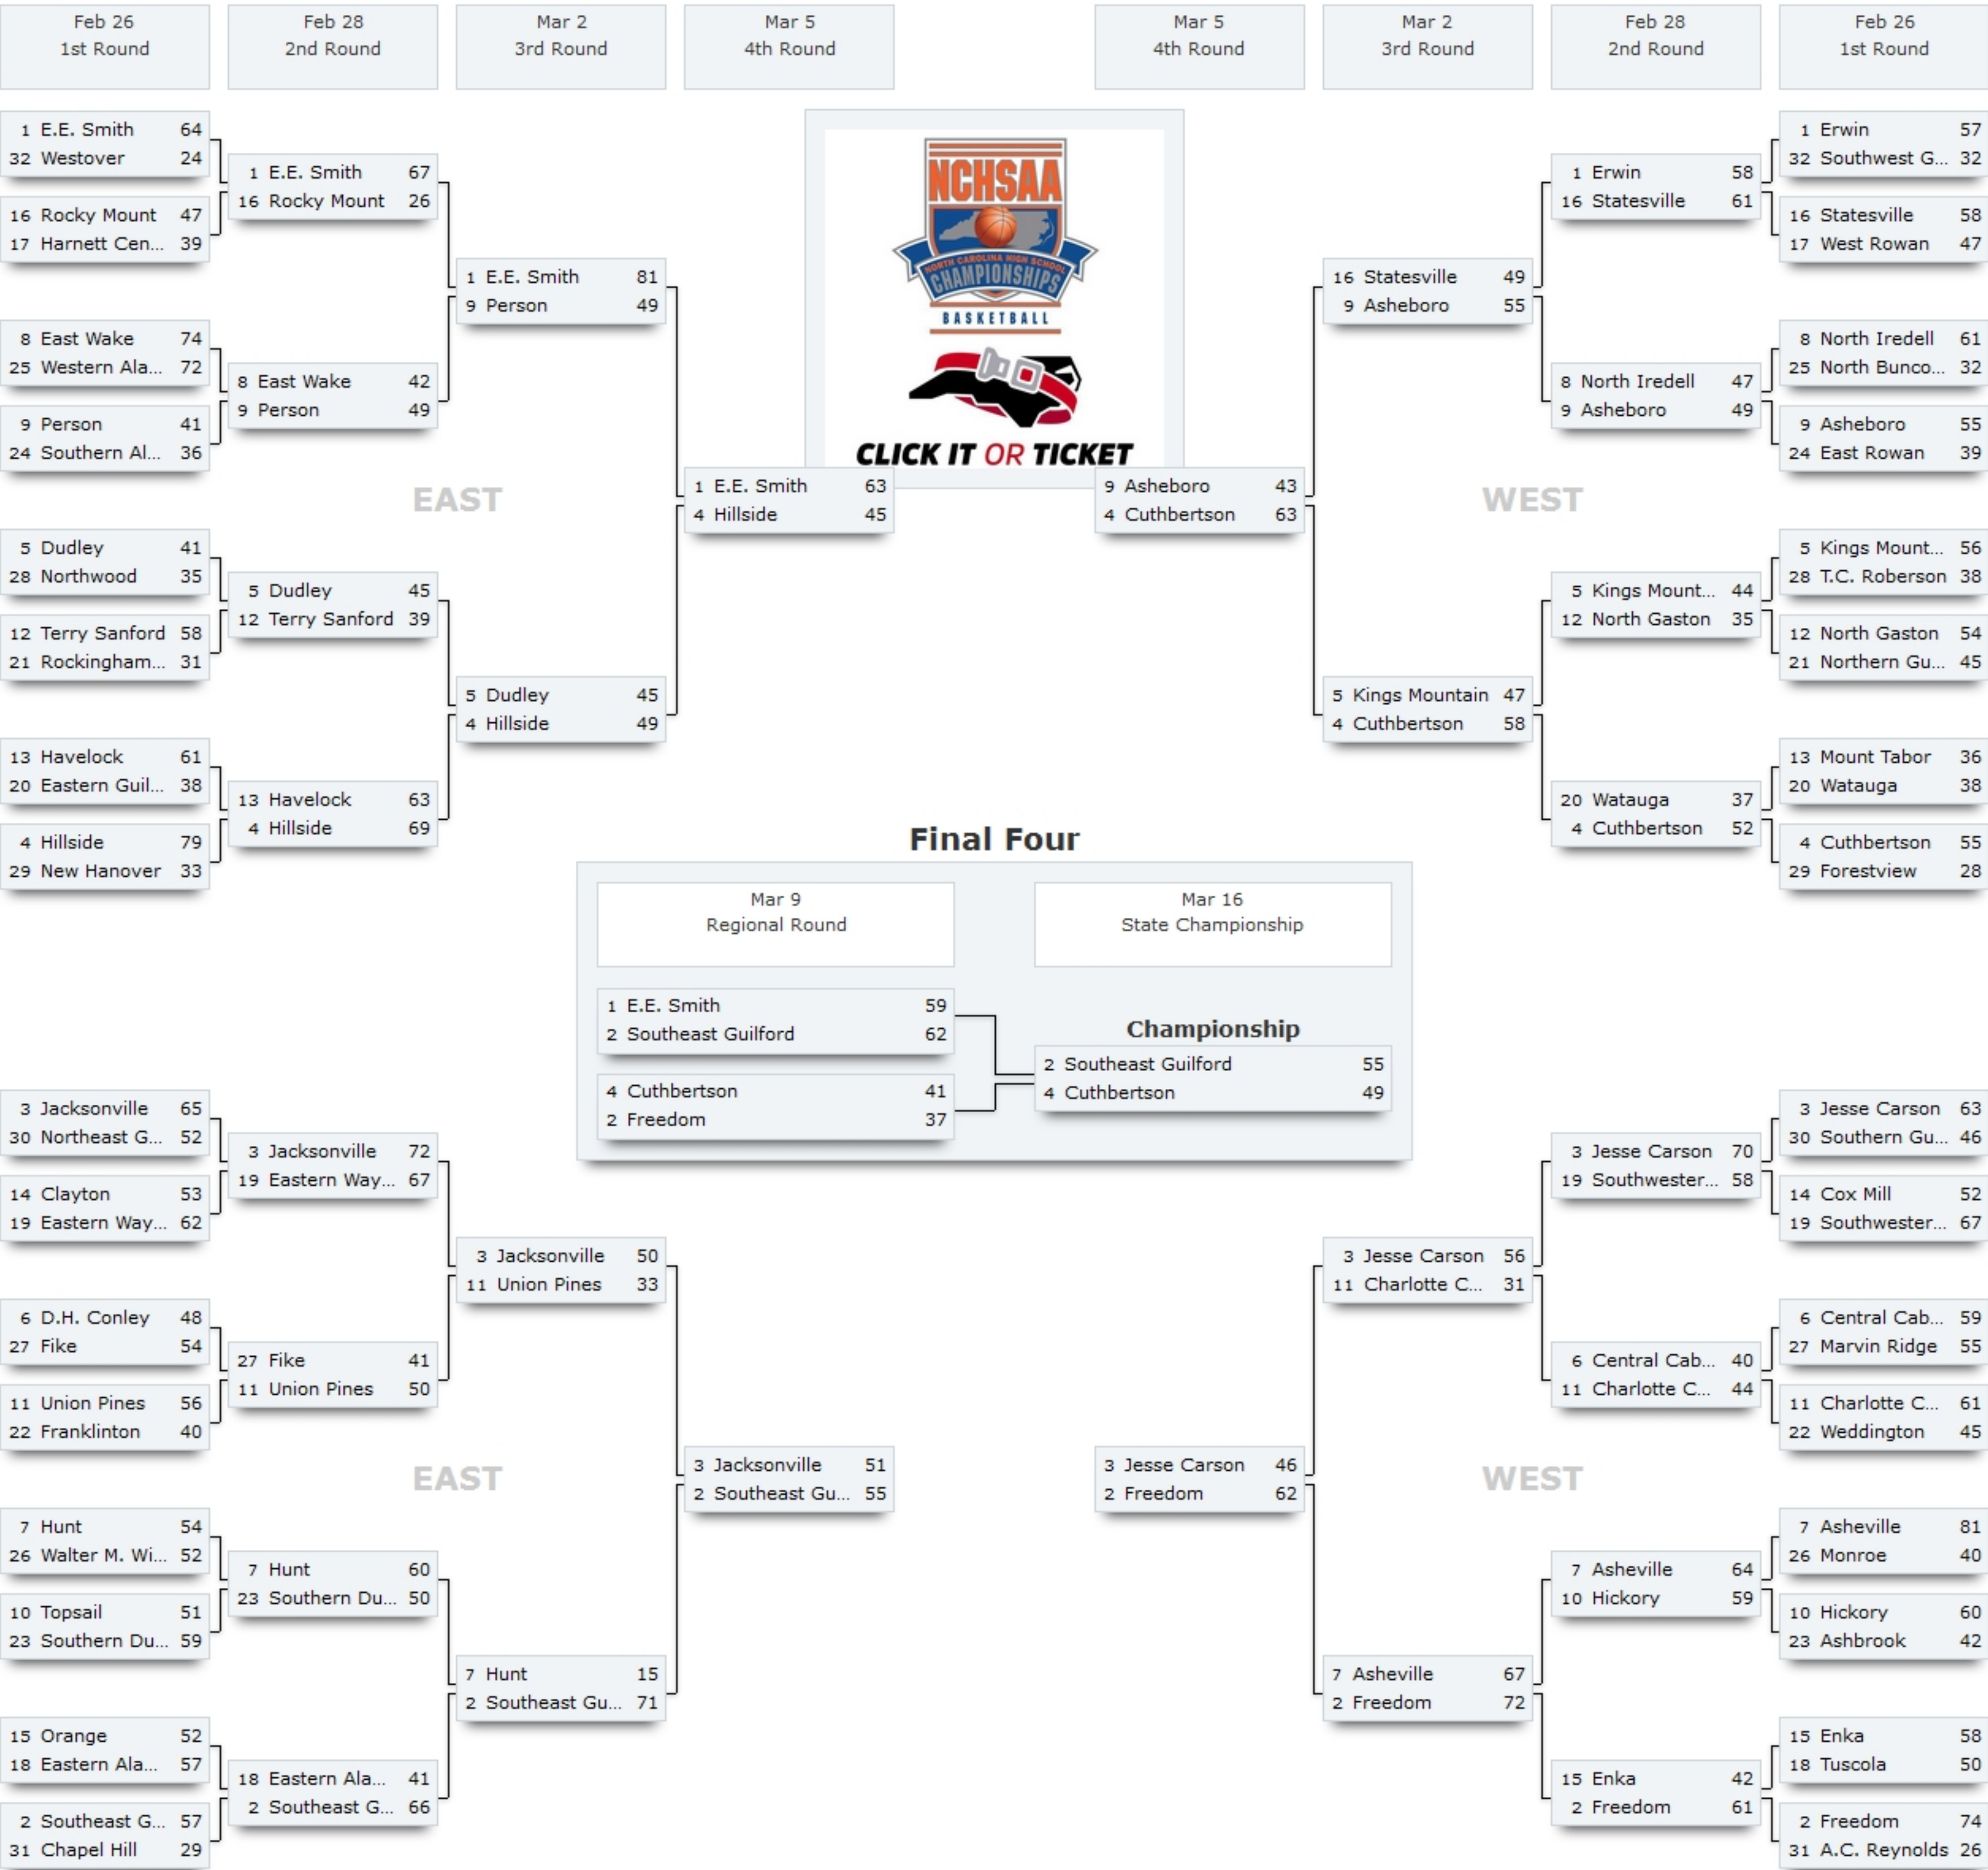 Feb 26
1st Round
Feb 28
2nd Round
Mar 2
3rd Round
Mar 5
4th Round
Mar 5
4th Round
Mar 2
3rd Round
Feb 28
2nd Round
Feb 26
1st Round
1 E.E. Smith 64
32 Westover 24
16 Rocky Mount 47
17 Harnett Cen... 39
8 East Wake 74
25 Western Ala... 72
9 Person 41
24 Southern Al... 36
5 Dudley 41
28 Northwood 35
12 Terry Sanford 58
21 Rockingham... 31
13 Havelock 61
20 Eastern Guil... 38
4 Hillside 79
29 New Hanover 33
1 E.E. Smith 67
16 Rocky Mount 26
8 East Wake 42
9 Person 49
5 Dudley 45
12 Terry Sanford 39
13 Havelock 63
4 Hillside 69
1 E.E. Smith 81
9 Person 49
5 Dudley 45
4 Hillside 49
1 E.E. Smith 63
4 Hillside 45
EAST
NCHSAA
NORTH CAROLINA HIGH SCHOOL
CHAMPIONSHIPS
BASKETBALL
CLICK IT OR TICKET
9 Asheboro 43
4 Cuthbertson 63
16 Statesville 49
9 Asheboro 55
5 Kings Mountain 47
4 Cuthbertson 58
WEST
1 Erwin 58
16 Statesville 61
8 North Iredell 47
9 Asheboro 49
5 Kings Mount... 44
12 North Gaston 35
20 Watauga 37
4 Cuthbertson 52
1 Erwin 57
32 Southwest G... 32
16 Statesville 58
17 West Rowan 47
8 North Iredell 61
25 North Bunco... 32
9 Asheboro 55
24 East Rowan 39
5 Kings Mount... 56
28 T.C. Roberson 38
12 North Gaston 54
21 Northern Gu... 45
13 Mount Tabor 36
20 Watauga 38
4 Cuthbertson 55
29 Forestview 28
Final Four
Mar 9
Regional Round
Mar 16
State Championship
1 E.E. Smith 59
2 Southeast Guilford 62
4 Cuthbertson 41
2 Freedom 37
Championship
2 Southeast Guilford 55
4 Cuthbertson 49
3 Jacksonville 65
30 Northeast G... 52
14 Clayton 53
19 Eastern Way... 62
6 D.H. Conley 48
27 Fike 54
11 Union Pines 56
22 Franklinton 40
7 Hunt 54
26 Walter M. Wi... 52
10 Topsail 51
23 Southern Du... 59
15 Orange 52
18 Eastern Ala... 57
2 Southeast G... 57
31 Chapel Hill 29
3 Jacksonville 72
19 Eastern Way... 67
27 Fike 41
11 Union Pines 50
7 Hunt 60
23 Southern Du... 50
18 Eastern Ala... 41
2 Southeast G... 66
3 Jacksonville 50
11 Union Pines 33
7 Hunt 15
2 Southeast Gu... 71
EAST
3 Jacksonville 51
2 Southeast Gu... 55
3 Jesse Carson 46
2 Freedom 62
3 Jesse Carson 56
11 Charlotte C... 31
7 Asheville 67
2 Freedom 72
WEST
3 Jesse Carson 70
19 Southwester... 58
6 Central Cab... 40
11 Charlotte C... 44
7 Asheville 64
10 Hickory 59
15 Enka 42
2 Freedom 61
3 Jesse Carson 63
30 Southern Gu... 46
14 Cox Mill 52
19 Southwester... 67
6 Central Cab... 59
27 Marvin Ridge 55
11 Charlotte C... 61
22 Weddington 45
7 Asheville 81
26 Monroe 40
10 Hickory 60
23 Ashbrook 42
15 Enka 58
18 Tuscola 50
2 Freedom 74
31 A.C. Reynolds 26